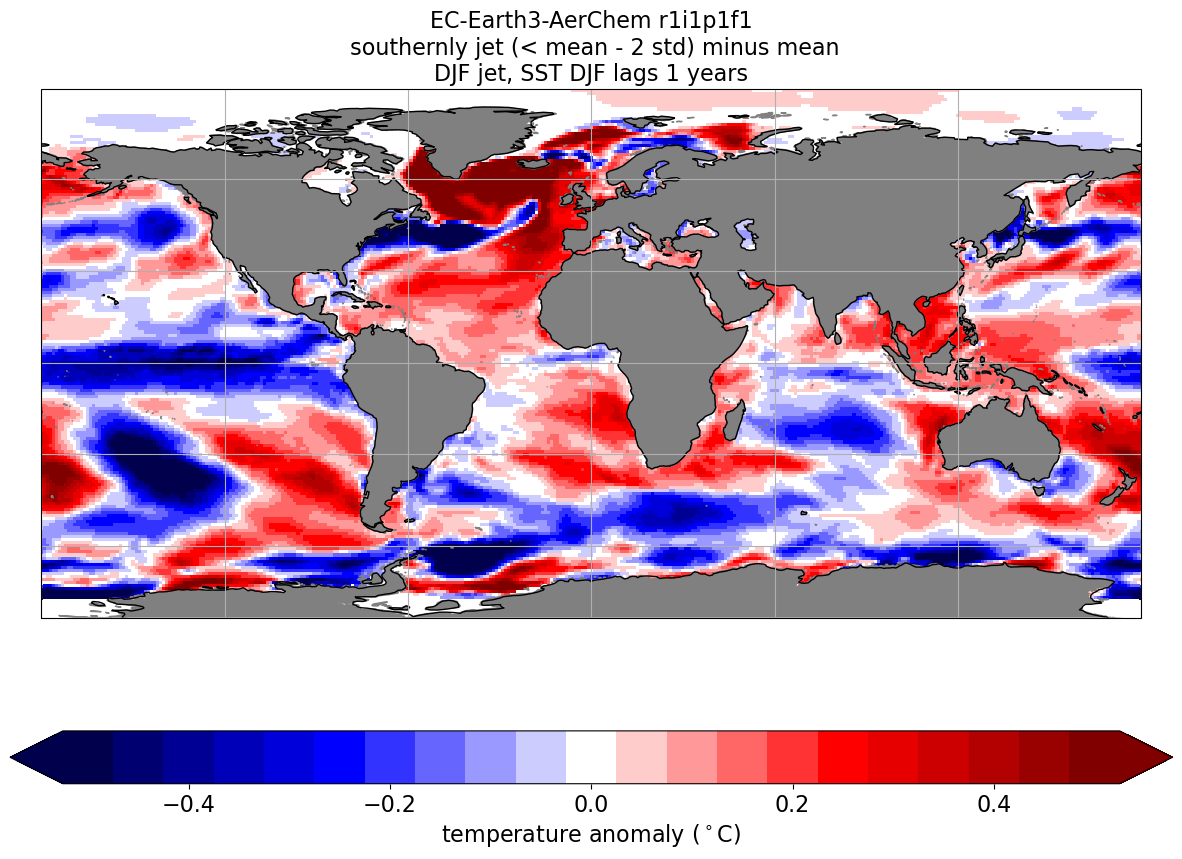 EC-Earth3-AerChem r1i1p1f1
southernly jet (< mean - 2 std) minus mean
DJF jet, SST DJF lags 1 years
−0.4 −0.2 0.0 0.2 0.4
temperature anomaly (°C)